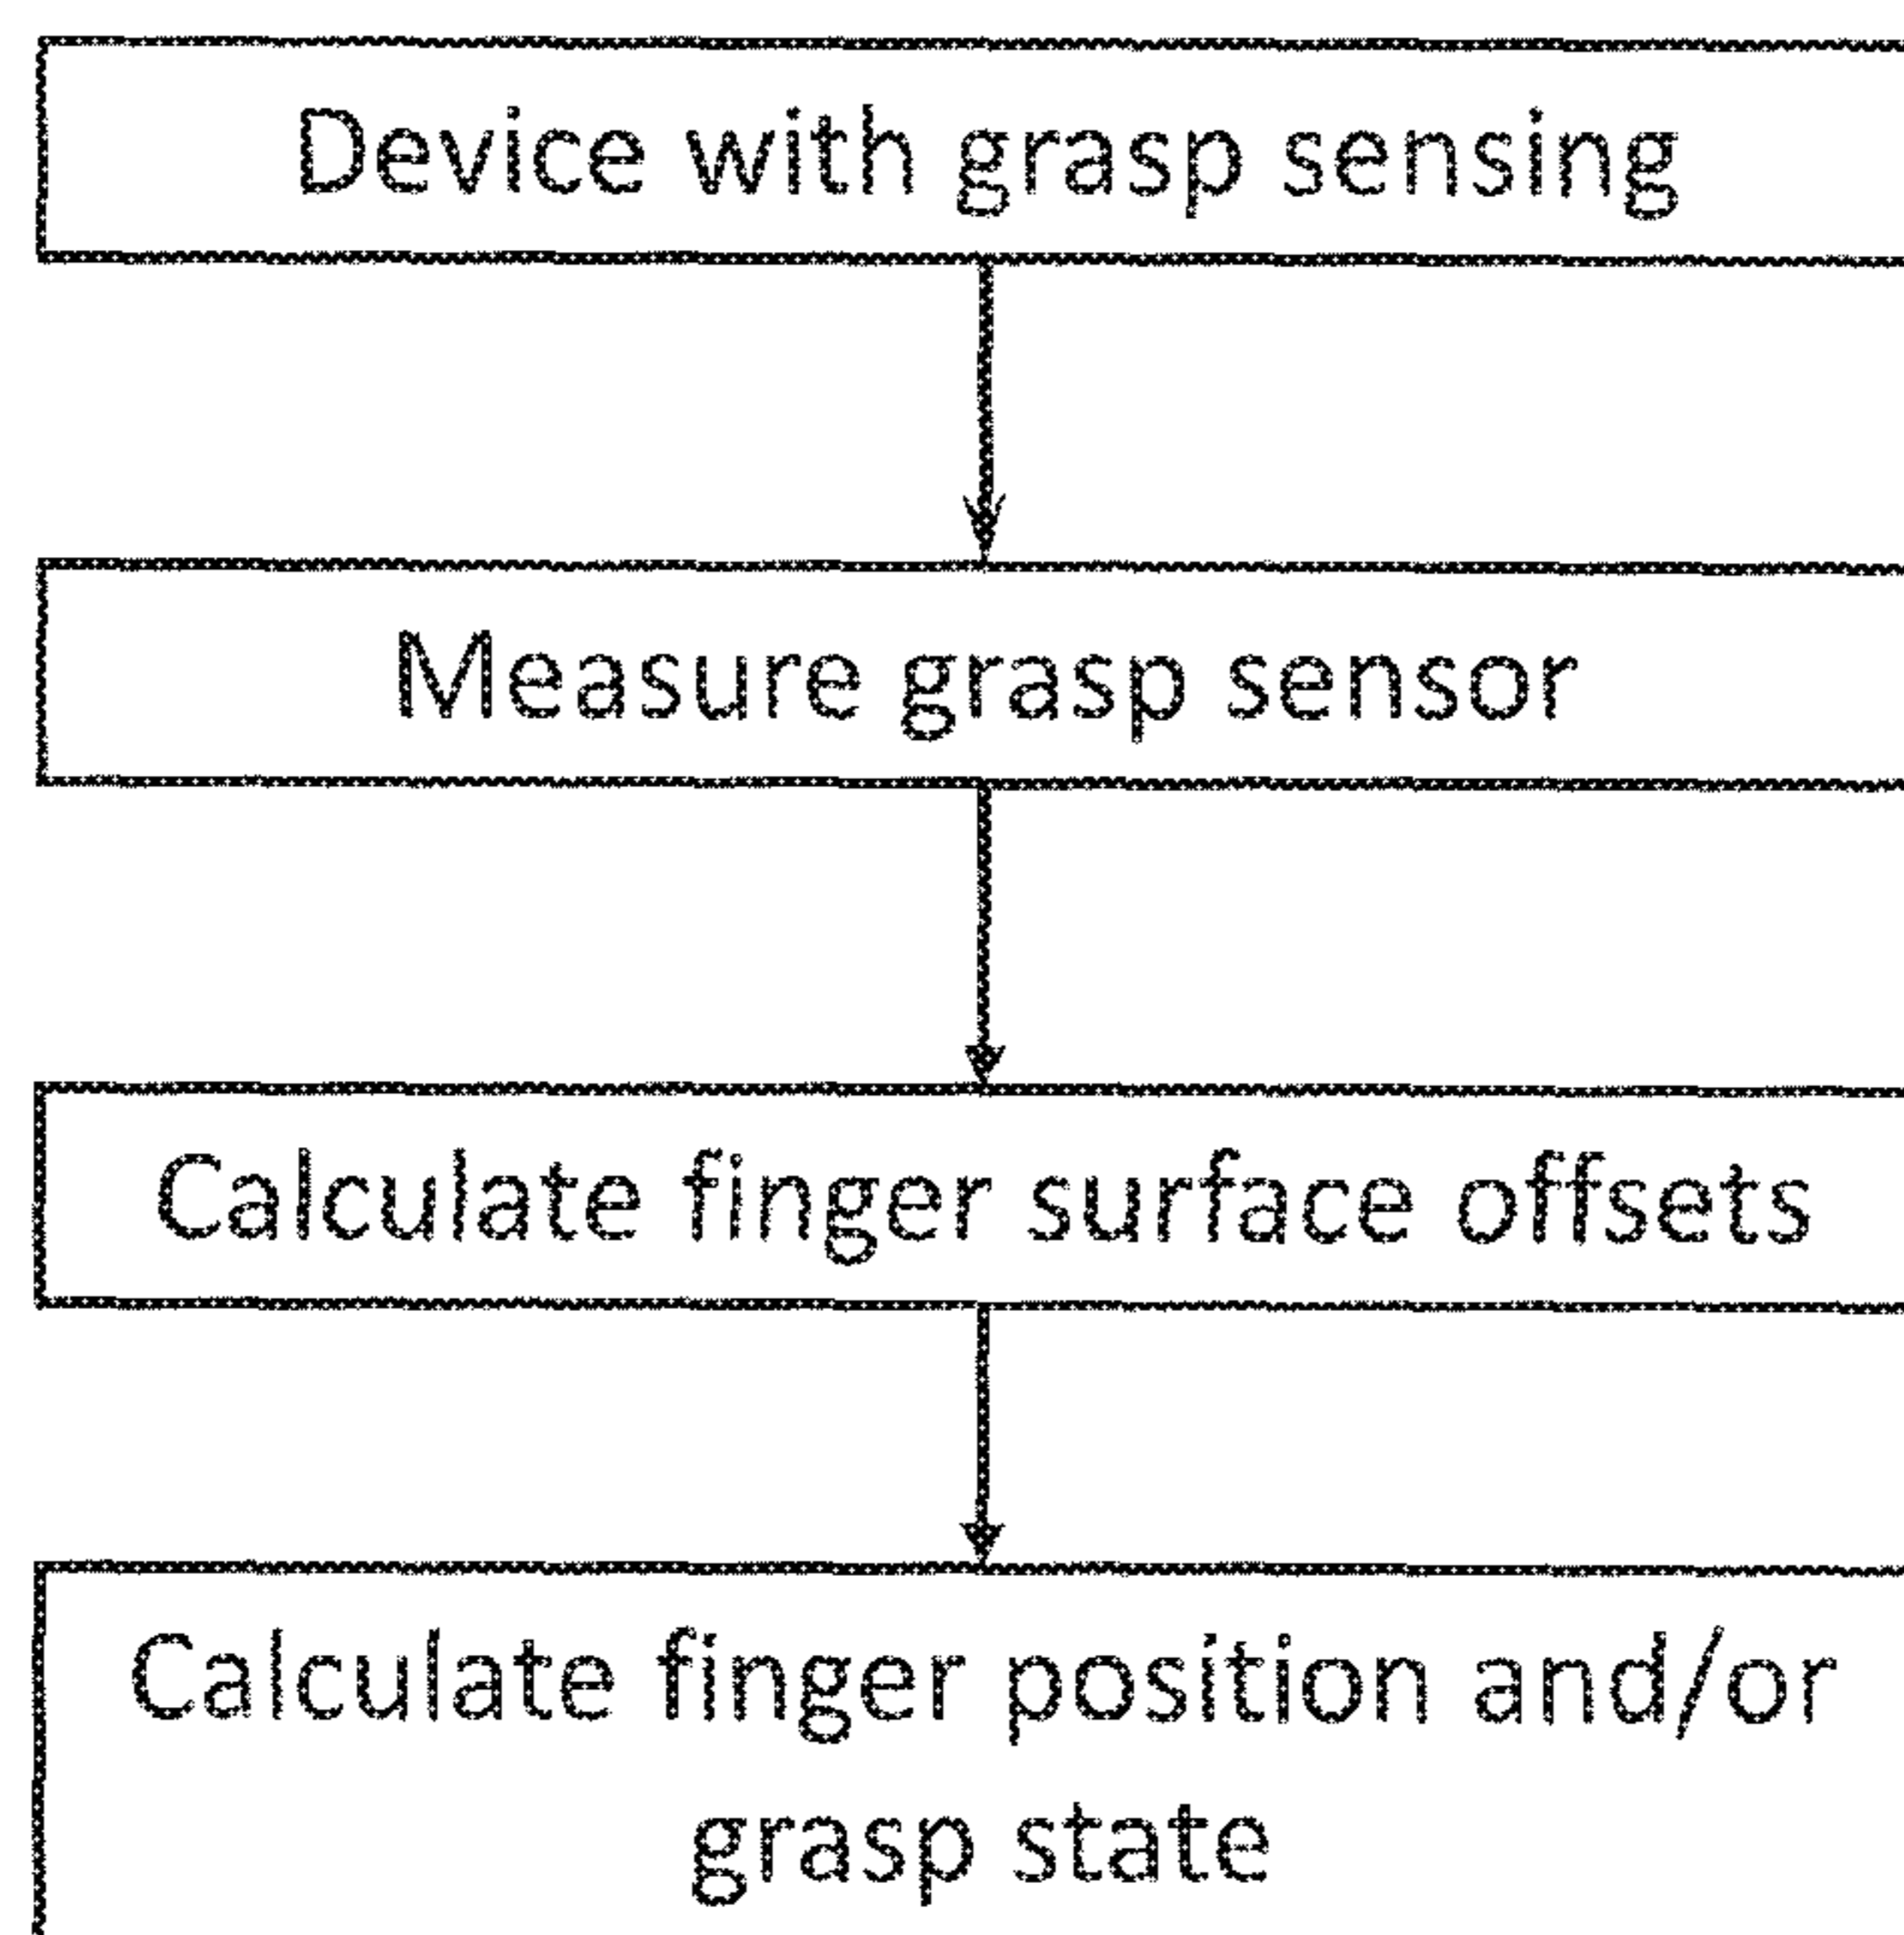 Device with grasp sensing
Measure grasp sensor
Calculate finger surface offsets
Calculate finger position and/or
grasp state